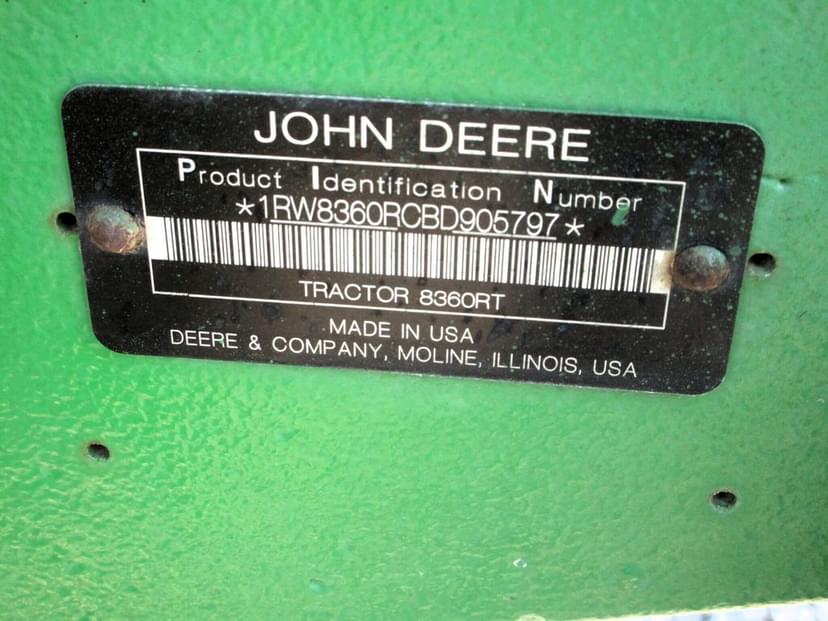 JOHN DEERE
Product Identification Number
*1RW8360RCBD905797*
TRACTOR 8360RT
MADE IN USA
DEERE & COMPANY, MOLINE, ILLINOIS, USA